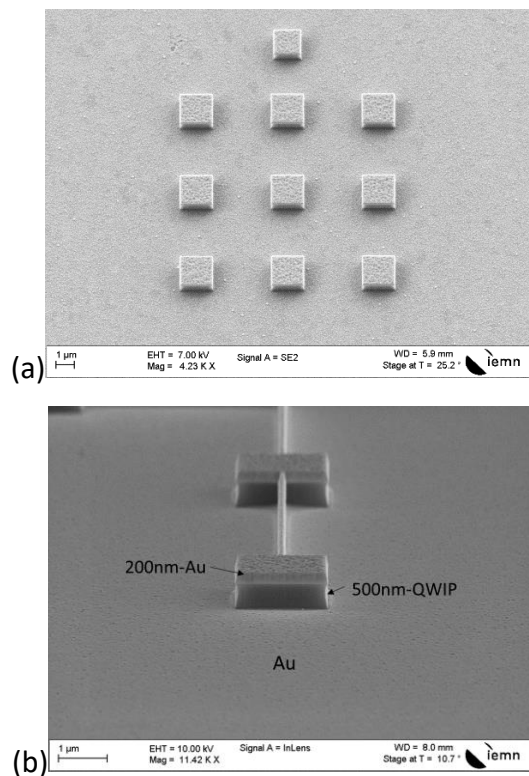 1 µm
EHT = 7.00 kV
Signal A = SE2
WD = 5.9 mm
Mag = 4.23 K X
Stage at T = 25.2 °
iemn
(a)
200nm-Au
500nm-QWIP
Au
1 µm
EHT = 10.00 kV
Signal A = InLens
WD = 8.0 mm
Mag = 11.42 K X
Stage at T = 10.7 °
iemn
(b)